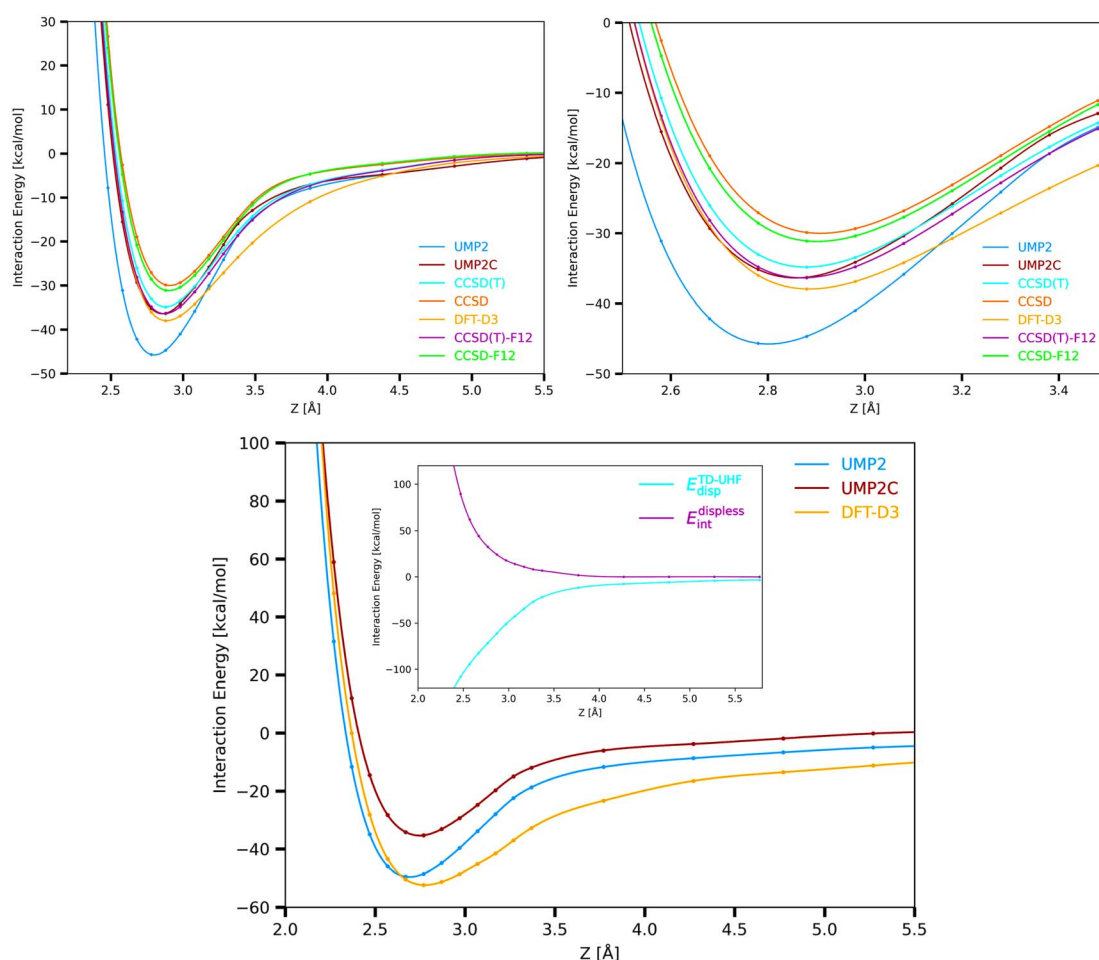 30
20
10
0
−10
−20
−30
−40
−50
Interaction Energy [kcal/mol]
UMP2
UMP2C
CCSD(T)
CCSD
DFT-D3
CCSD(T)-F12
CCSD-F12
2.5 3.0 3.5 4.0 4.5 5.0 5.5
Z [Å]
0
−10
−20
−30
−40
−50
Interaction Energy [kcal/mol]
UMP2
UMP2C
CCSD(T)
CCSD
DFT-D3
CCSD(T)-F12
CCSD-F12
2.6 2.8 3.0 3.2 3.4
Z [Å]
100
80
60
40
20
0
−20
−40
−60
Interaction Energy [kcal/mol]
UMP2
UMP2C
DFT-D3
100
50
0
−50
−100
Interaction Energy [kcal/mol]
E_disp^TD-UHF
E_int^displess
2.0 2.5 3.0 3.5 4.0 4.5 5.0 5.5
Z [Å]
2.0 2.5 3.0 3.5 4.0 4.5 5.0 5.5
Z [Å]